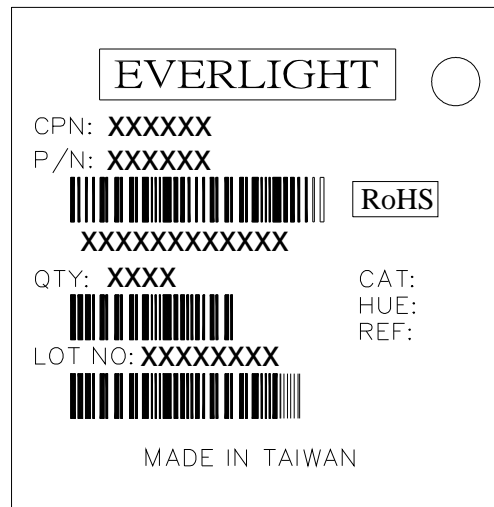 EVERLIGHT
CPN: XXXXXX
P/N: XXXXXX
RoHS
XXXXXXXXXXXX
QTY: XXXX
CAT:
HUE:
REF:
LOT NO: XXXXXXXX
MADE IN TAIWAN